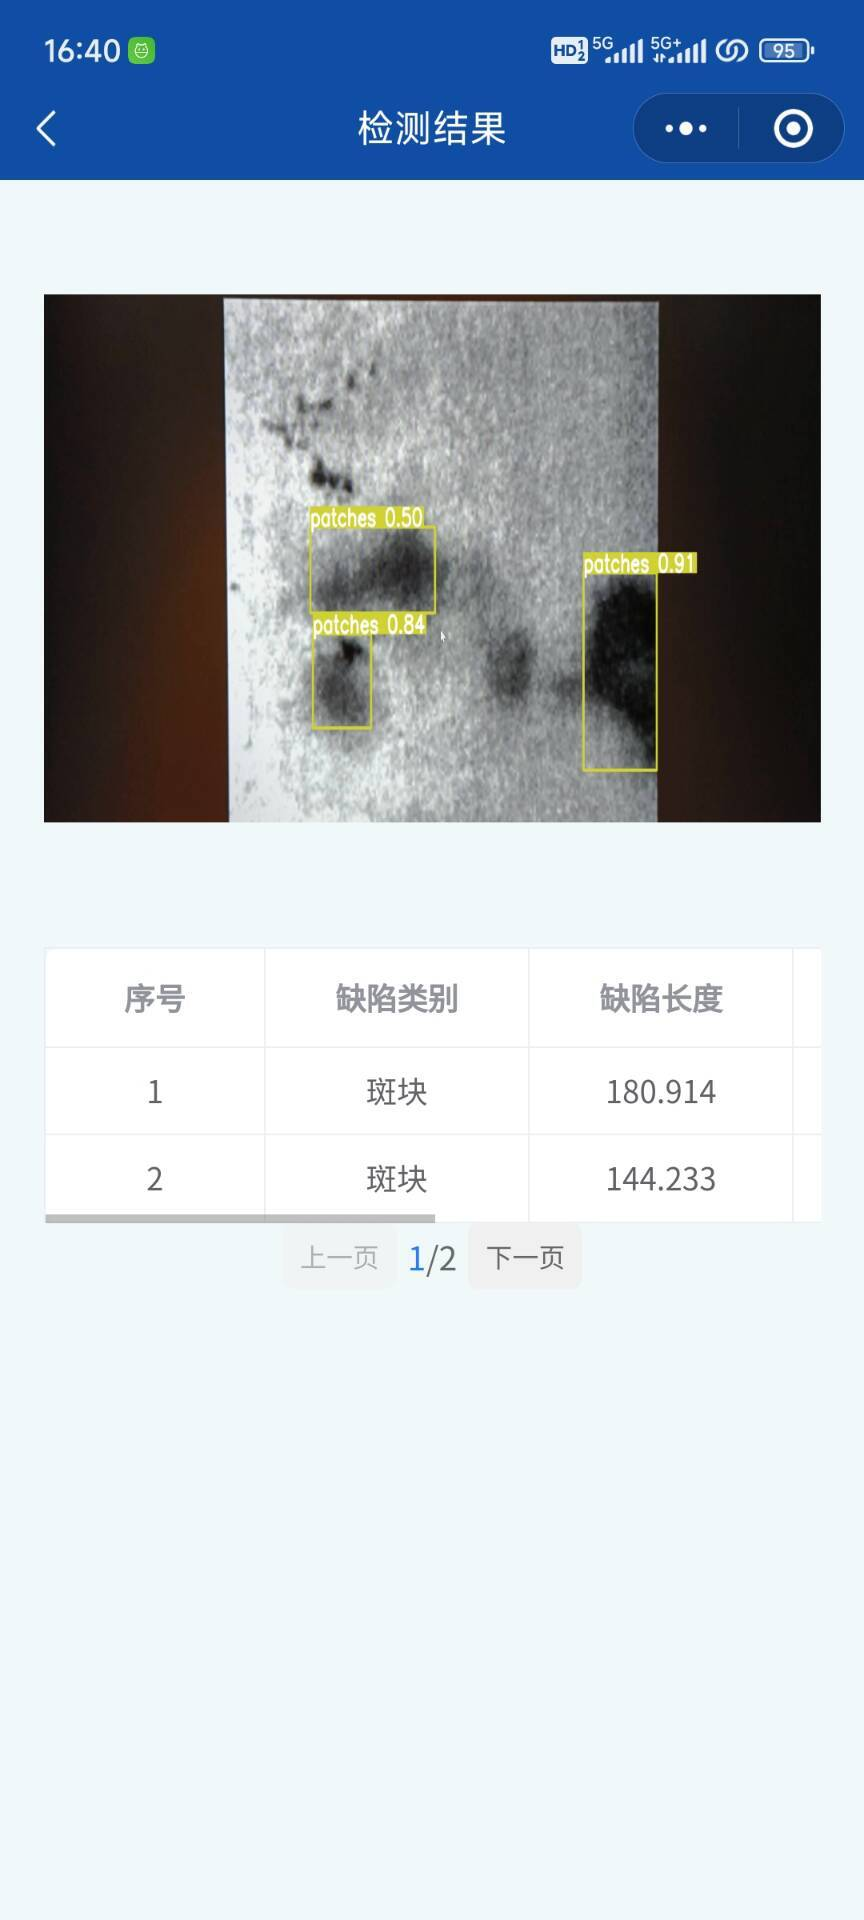 16:40 HD 1 2 5G 5G+ 95
检测结果
patches 0.50
patches 0.91
patches 0.84
序号 缺陷类别 缺陷长度
1 斑块 180.914
2 斑块 144.233
上一页 1/2 下一页